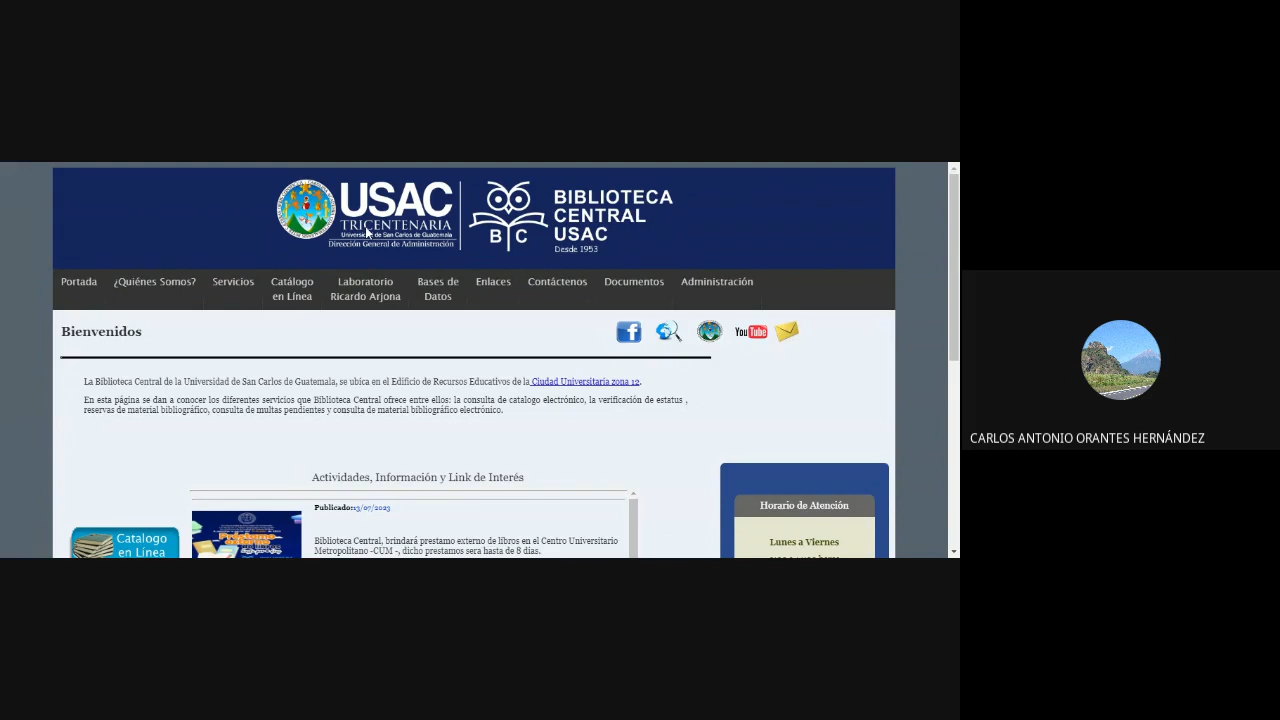 USAC
TRICENTENARIA
Universidad de San Carlos de Guatemala
Dirección General de Administración
BIBLIOTECA
CENTRAL
USAC
Desde 1953
B C
Portada ¿Quiénes Somos? Servicios Catálogo en Línea Laboratorio Ricardo Arjona Bases de Datos Enlaces Contáctenos Documentos Administración
Bienvenidos
You Tube
La Biblioteca Central de la Universidad de San Carlos de Guatemala, se ubica en el Edificio de Recursos Educativos de la Ciudad Universitaria zona 12.
En esta página se dan a conocer los diferentes servicios que Biblioteca Central ofrece entre ellos: la consulta de catalogo electrónico, la verificación de estatus ,
reservas de material bibliográfico, consulta de multas pendientes y consulta de material bibliográfico electrónico.
Actividades, Información y Link de Interés
Publicado:13/07/2023
Préstamo
externo
Biblioteca Central, brindará prestamo externo de libros en el Centro Universitario
Metropolitano -CUM -, dicho prestamos sera hasta de 8 dias.
Catalogo
en Línea
Horario de Atención
Lunes a Viernes
CARLOS ANTONIO ORANTES HERNÁNDEZ